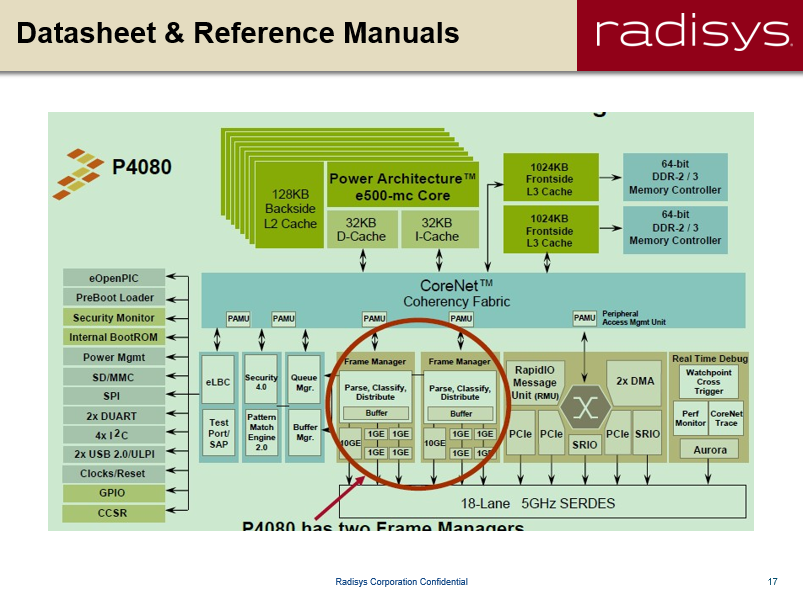 Datasheet & Reference Manuals
radisys.
P4080
128KB
Backside
L2 Cache
Power Architecture™
e500-mc Core
32KB
D-Cache
32KB
I-Cache
1024KB
Frontside
L3 Cache
64-bit
DDR-2 / 3
Memory Controller
1024KB
Frontside
L3 Cache
64-bit
DDR-2 / 3
Memory Controller
eOpenPIC
PreBoot Loader
Security Monitor
Internal BootROM
Power Mgmt
SD/MMC
SPI
2x DUART
4x I2C
2x USB 2.0/ULPI
Clocks/Reset
GPIO
CCSR
CoreNet™
Coherency Fabric
PAMU
PAMU
PAMU
PAMU
PAMU
Peripheral
Access Mgmt Unit
eLBC
Test
Port/
SAP
Security
4.0
Pattern
Match
Engine
2.0
Queue
Mgr.
Buffer
Mgr.
Frame Manager
Parse, Classify,
Distribute
Buffer
10GE
1GE 1GE
1GE 1GE
Frame Manager
Parse, Classify,
Distribute
Buffer
10GE
1GE 1GE
1GE 1GE
RapidIO
Message
Unit (RMU)
2x DMA
PCIe
PCIe
SRIO
PCIe
SRIO
Real Time Debug
Watchpoint
Cross
Trigger
Perf
Monitor
CoreNet
Trace
Aurora
18-Lane 5GHz SERDES
P4080 has two Frame Managers
Radisys Corporation Confidential
17